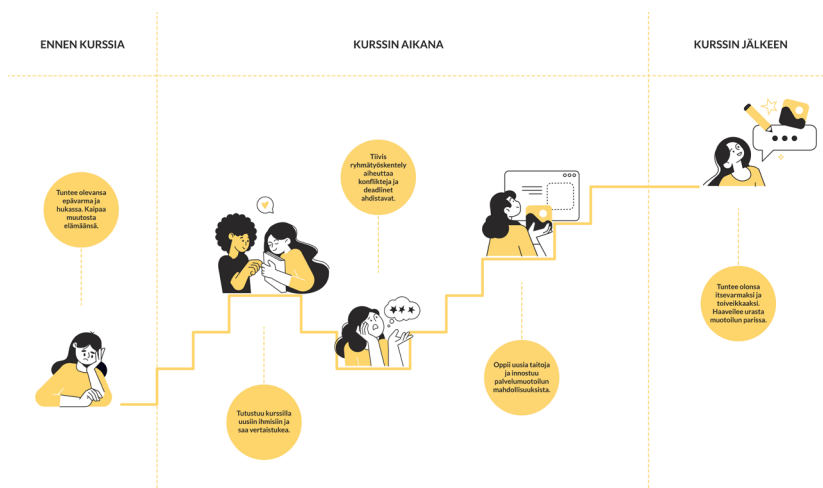 ENNEN KURSSIA
KURSSIN AIKANA
KURSSIN JÄLKEEN
Tuntee olevansa
epävarma ja
hukassa. Kaipaa
muutosta
elämäänsä.
Tutustuu kurssilla
uusiin ihmisiin ja
saa vertaistukea.
Tiivis
ryhmätyöskentely
aiheuttaa
konflikteja ja
deadlinet
ahdistavat.
Oppii uusia taitoja
ja innostuu
palvelumuotoilun
mahdollisuuksista.
Tuntee olonsa
itsevarmaksi ja
toiveikkaaksi.
Haaveilee urasta
muotoilun parissa.